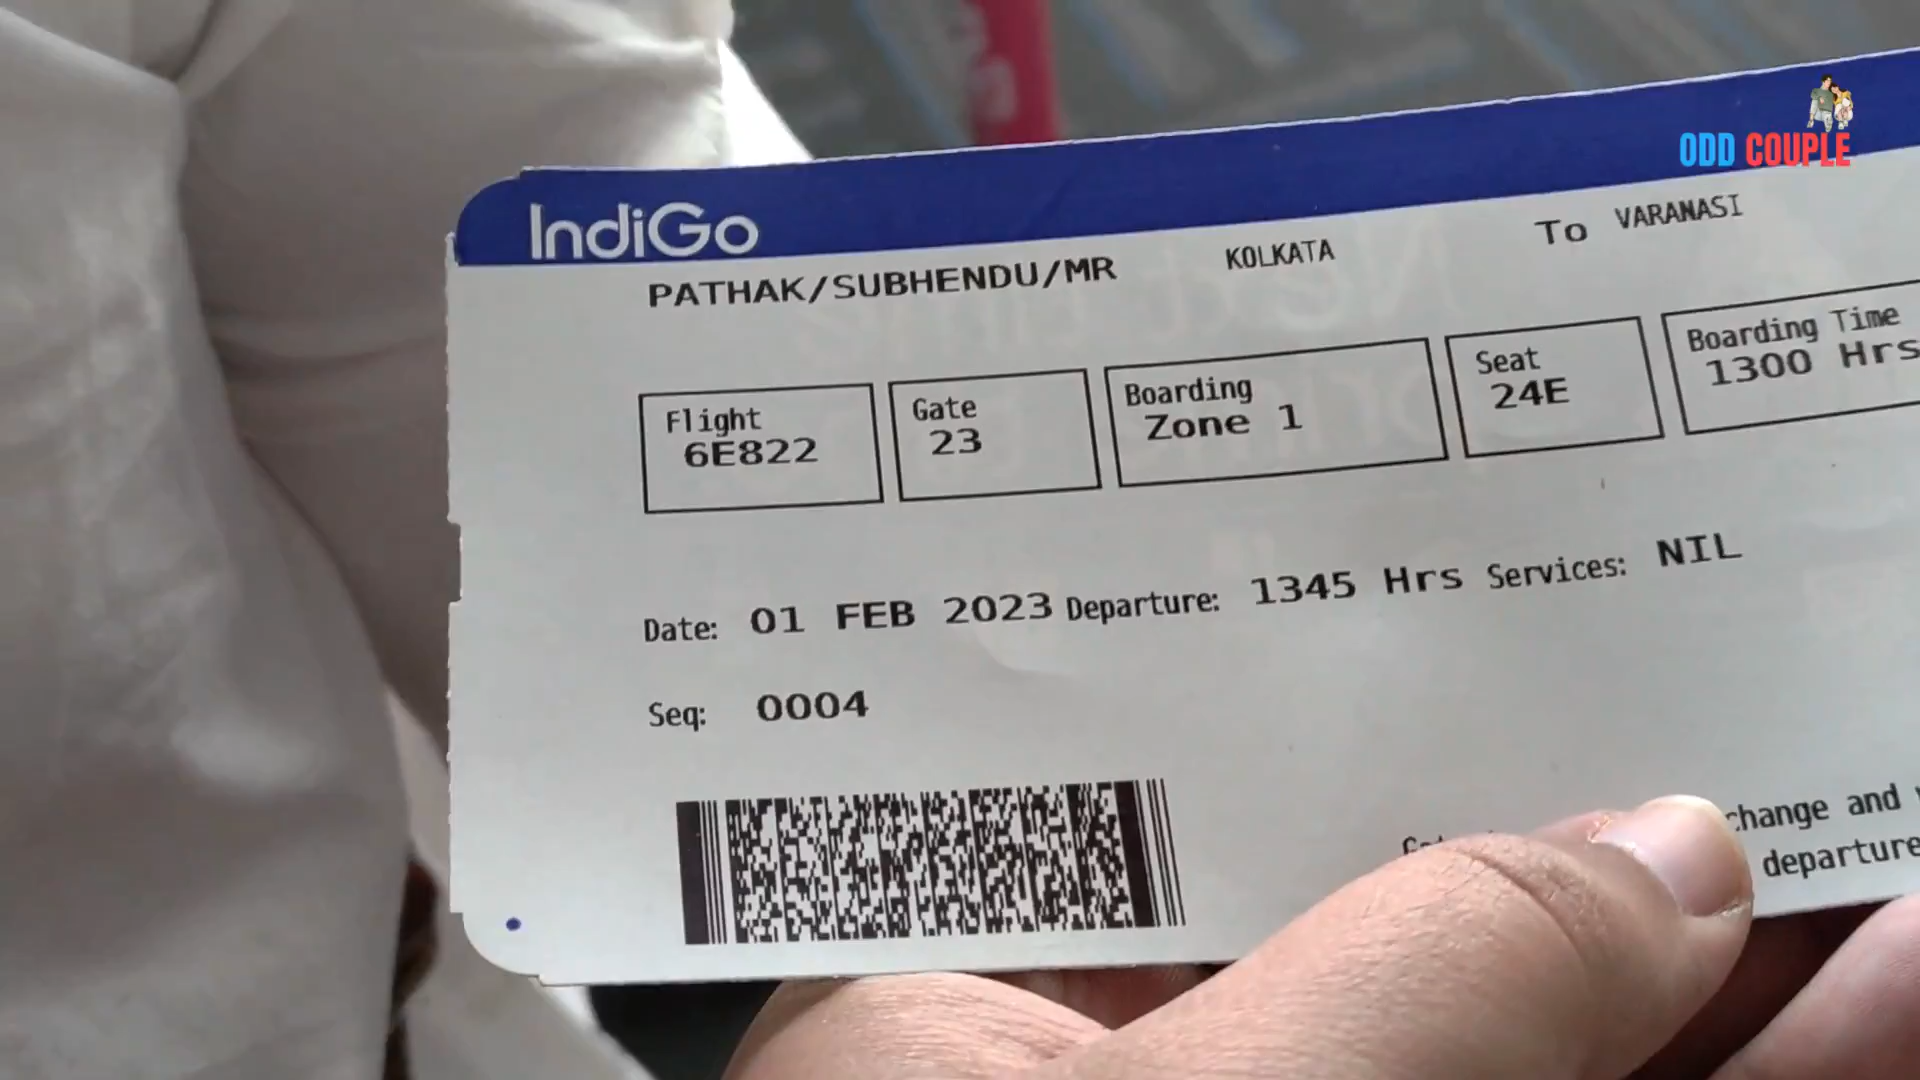 ODD COUPLE
IndiGo
PATHAK/SUBHENDU/MR KOLKATA To VARANASI
Flight Gate Boarding Seat Boarding Time
6E822 23 Zone 1 24E 1300 Hrs
Date: 01 FEB 2023 Departure: 1345 Hrs Services: NIL
Seq: 0004
change and
departure